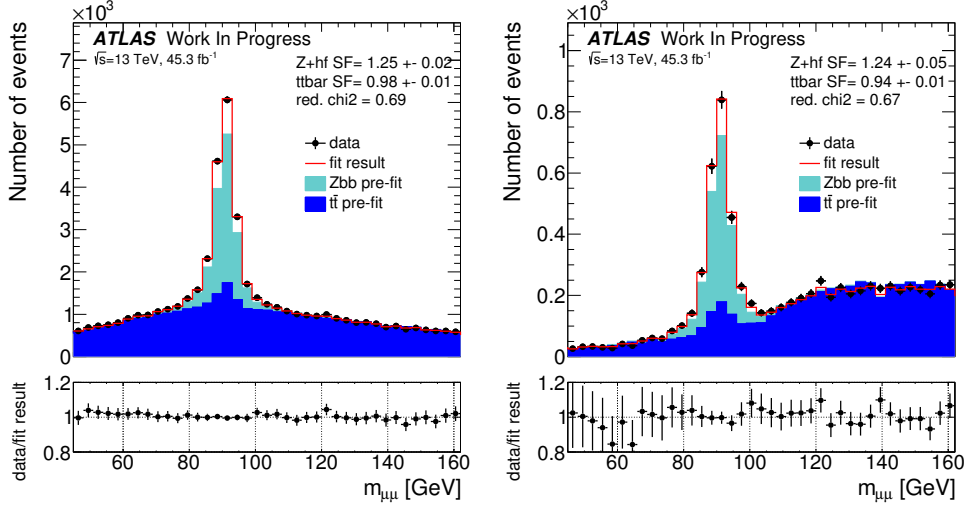 ×10³
ATLAS Work In Progress
√s=13 TeV, 45.3 fb⁻¹
Z+hf SF= 1.25 +- 0.02
ttbar SF= 0.98 +- 0.01
red. chi2 = 0.69
data
fit result
Zbb pre-fit
tt̄ pre-fit
Number of events
7
6
5
4
3
2
1
0
data/fit result
1.2
1
0.8
60 80 100 120 140 160
mμμ [GeV]
×10³
ATLAS Work In Progress
√s=13 TeV, 45.3 fb⁻¹
Z+hf SF= 1.24 +- 0.05
ttbar SF= 0.94 +- 0.01
red. chi2 = 0.67
data
fit result
Zbb pre-fit
tt̄ pre-fit
Number of events
1
0.8
0.6
0.4
0.2
0
data/fit result
1.2
1
0.8
60 80 100 120 140 160
mμμ [GeV]